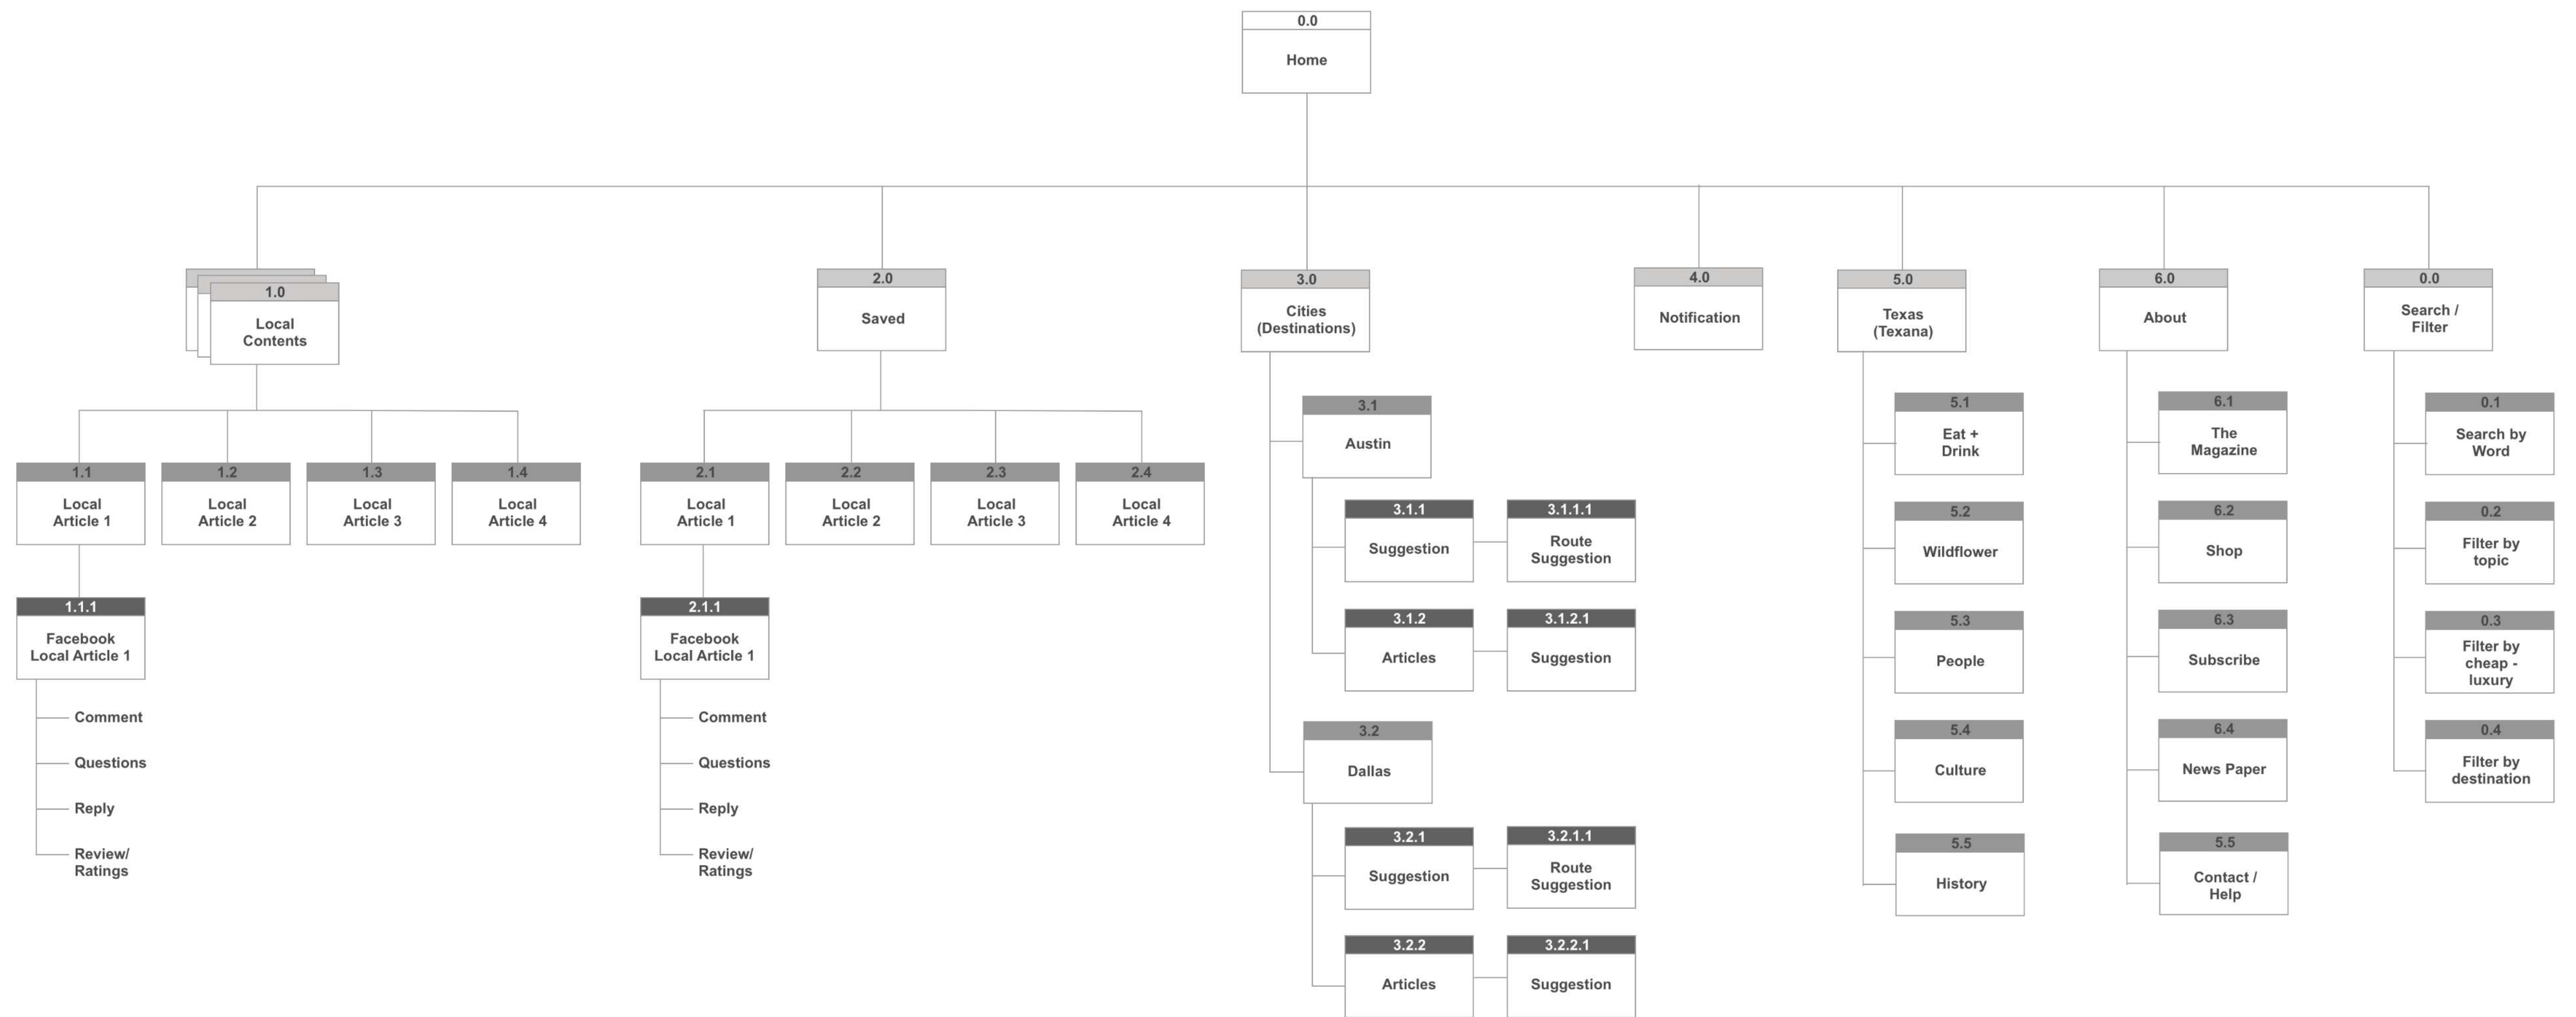 0.0
Home
1.0
Local
Contents
1.1
Local
Article 1
1.2
Local
Article 2
1.3
Local
Article 3
1.4
Local
Article 4
1.1.1
Facebook
Local Article 1
Comment
Questions
Reply
Review/
Ratings
2.0
Saved
2.1
Local
Article 1
2.2
Local
Article 2
2.3
Local
Article 3
2.4
Local
Article 4
2.1.1
Facebook
Local Article 1
Comment
Questions
Reply
Review/
Ratings
3.0
Cities
(Destinations)
3.1
Austin
3.1.1
Suggestion
3.1.1.1
Route
Suggestion
3.1.2
Articles
3.1.2.1
Suggestion
3.2
Dallas
3.2.1
Suggestion
3.2.1.1
Route
Suggestion
3.2.2
Articles
3.2.2.1
Suggestion
4.0
Notification
5.0
Texas
(Texana)
5.1
Eat +
Drink
5.2
Wildflower
5.3
People
5.4
Culture
5.5
History
6.0
About
6.1
The
Magazine
6.2
Shop
6.3
Subscribe
6.4
News Paper
5.5
Contact /
Help
0.0
Search /
Filter
0.1
Search by
Word
0.2
Filter by
topic
0.3
Filter by
cheap -
luxury
0.4
Filter by
destination